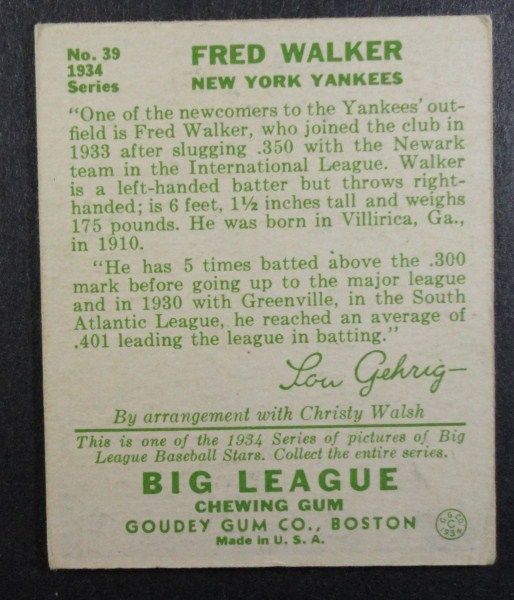 No. 39
1934
Series
FRED WALKER
NEW YORK YANKEES
"One of the newcomers to the Yankees' out-
field is Fred Walker, who joined the club in
1933 after slugging .350 with the Newark
team in the International League. Walker
is a left-handed batter but throws right-
handed; is 6 feet, 1½ inches tall and weighs
175 pounds. He was born in Villirica, Ga.,
in 1910.
"He has 5 times batted above the .300
mark before going up to the major league
and in 1930 with Greenville, in the South
Atlantic League, he reached an average of
.401 leading the league in batting."
Lou Gehrig
By arrangement with Christy Walsh
This is one of the 1934 Series of pictures of Big
League Baseball Stars. Collect the entire series.
BIG LEAGUE
CHEWING GUM
GOUDEY GUM CO., BOSTON
Made in U. S. A.
G. G. CO.
C
1934